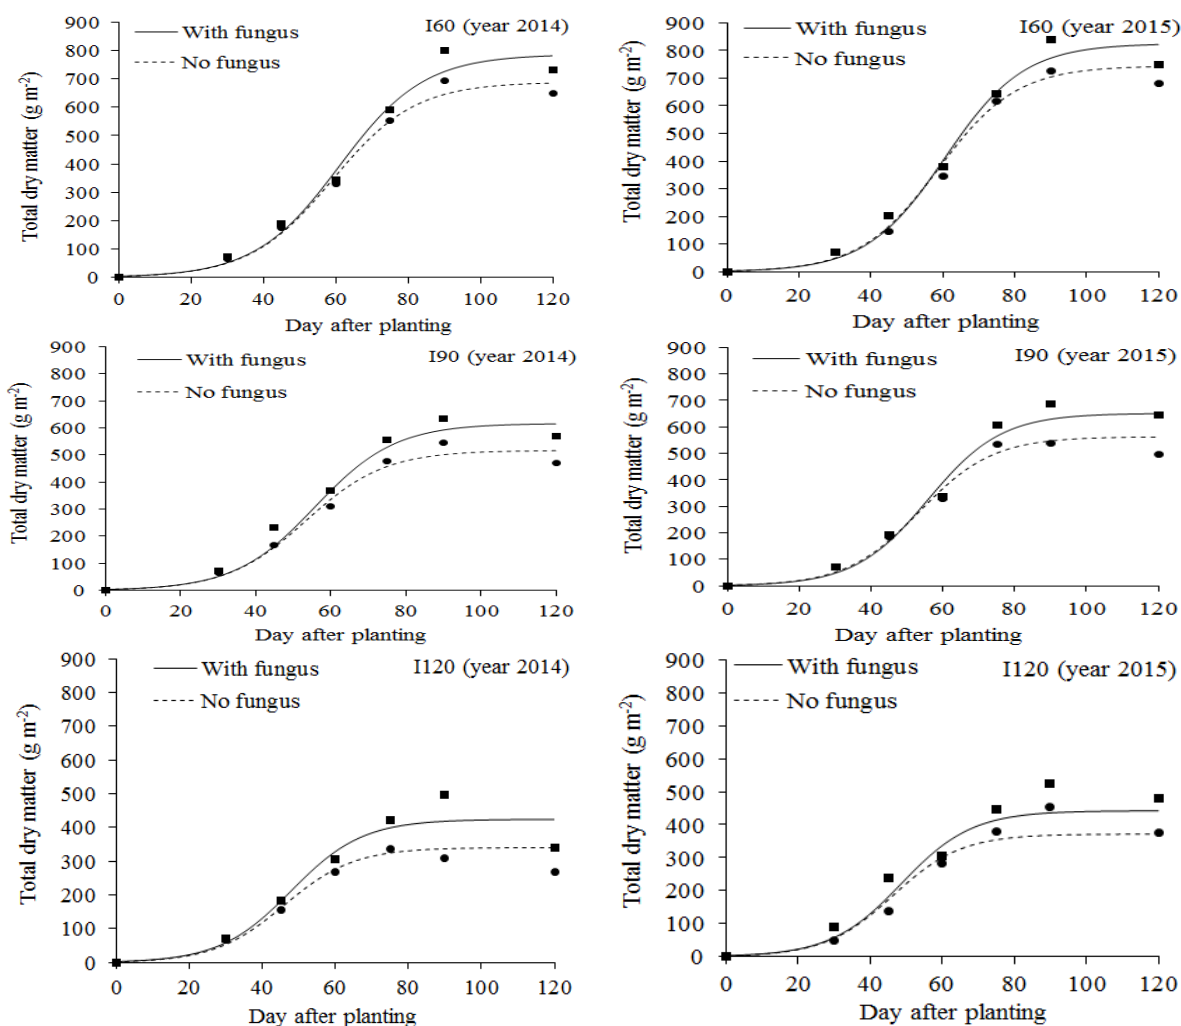 900
800
700
600
500
400
300
200
100
0
Total dry matter (g m-2)
With fungus
No fungus
I60 (year 2014)
0 20 40 60 80 100 120
Day after planting
900
800
700
600
500
400
300
200
100
0
Total dry matter (g m-2)
With fungus
No fungus
I60 (year 2015)
0 20 40 60 80 100 120
Day after planting
900
800
700
600
500
400
300
200
100
0
Total dry matter (g m-2)
With fungus
No fungus
I90 (year 2014)
0 20 40 60 80 100 120
Day after planting
900
800
700
600
500
400
300
200
100
0
Total dry matter (g m-2)
With fungus
No fungus
I90 (year 2015)
0 20 40 60 80 100 120
Day after planting
900
800
700
600
500
400
300
200
100
0
Total dry matter (g m-2)
With fungus
No fungus
I120 (year 2014)
0 20 40 60 80 100 120
Day after planting
900
800
700
600
500
400
300
200
100
0
Total dry matter (g m-2)
With fungus
No fungus
I120 (year 2015)
0 20 40 60 80 100 120
Day after planting